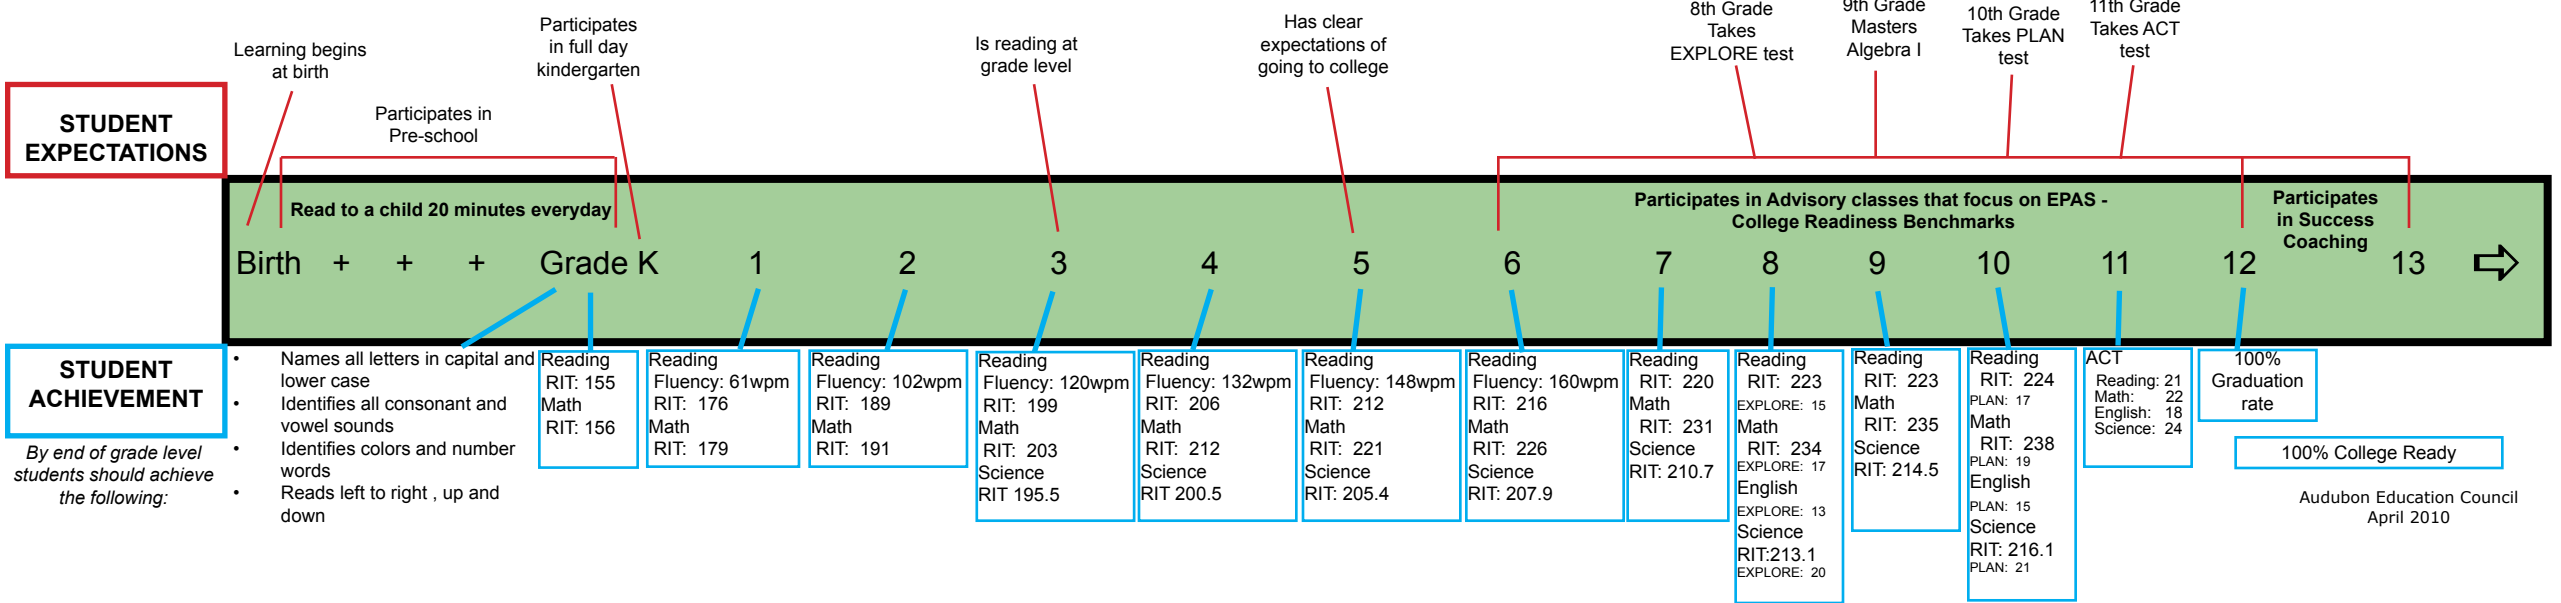 Learning begins
at birth
Participates
in full day
kindergarten
Participates in
Pre-school
Is reading at
grade level
Has clear
expectations of
going to college
8th Grade
Takes
EXPLORE test
9th Grade
Masters
Algebra I
10th Grade
Takes PLAN
test
11th Grade
Takes ACT
test
STUDENT
EXPECTATIONS
Read to a child 20 minutes everyday
Participates in Advisory classes that focus on EPAS -
College Readiness Benchmarks
Participates
in Success
Coaching
Birth + + + Grade K 1 2 3 4 5 6 7 8 9 10 11 12 13
STUDENT
ACHIEVEMENT
By end of grade level
students should achieve
the following:
• Names all letters in capital and
lower case
• Identifies all consonant and
vowel sounds
• Identifies colors and number
words
• Reads left to right , up and
down
Reading
RIT: 155
Math
RIT: 156
Reading
Fluency: 61wpm
RIT: 176
Math
RIT: 179
Reading
Fluency: 102wpm
RIT: 189
Math
RIT: 191
Reading
Fluency: 120wpm
RIT: 199
Math
RIT: 203
Science
RIT 195.5
Reading
Fluency: 132wpm
RIT: 206
Math
RIT: 212
Science
RIT 200.5
Reading
Fluency: 148wpm
RIT: 212
Math
RIT: 221
Science
RIT: 205.4
Reading
Fluency: 160wpm
RIT: 216
Math
RIT: 226
Science
RIT: 207.9
Reading
RIT: 220
Math
RIT: 231
Science
RIT: 210.7
Reading
RIT: 223
EXPLORE: 15
Math
RIT: 234
EXPLORE: 17
English
EXPLORE: 13
Science
RIT:213.1
EXPLORE: 20
Reading
RIT: 223
Math
RIT: 235
Science
RIT: 214.5
Reading
RIT: 224
PLAN: 17
Math
RIT: 238
PLAN: 19
English
PLAN: 15
Science
RIT: 216.1
PLAN: 21
ACT
Reading: 21
Math: 22
English: 18
Science: 24
100%
Graduation
rate
100% College Ready
Audubon Education Council
April 2010